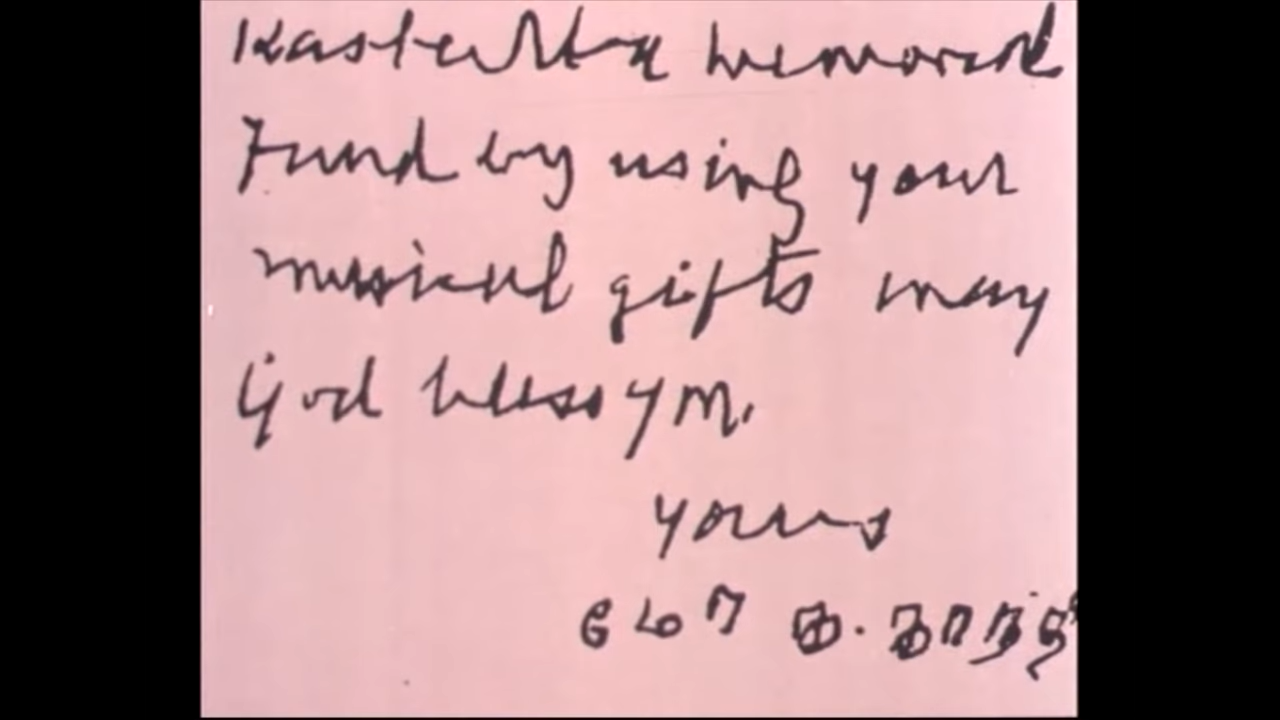 Kasturba Memorial
Fund by using your
musical gifts may
God bless you.
yours
மோ க. காந்தி